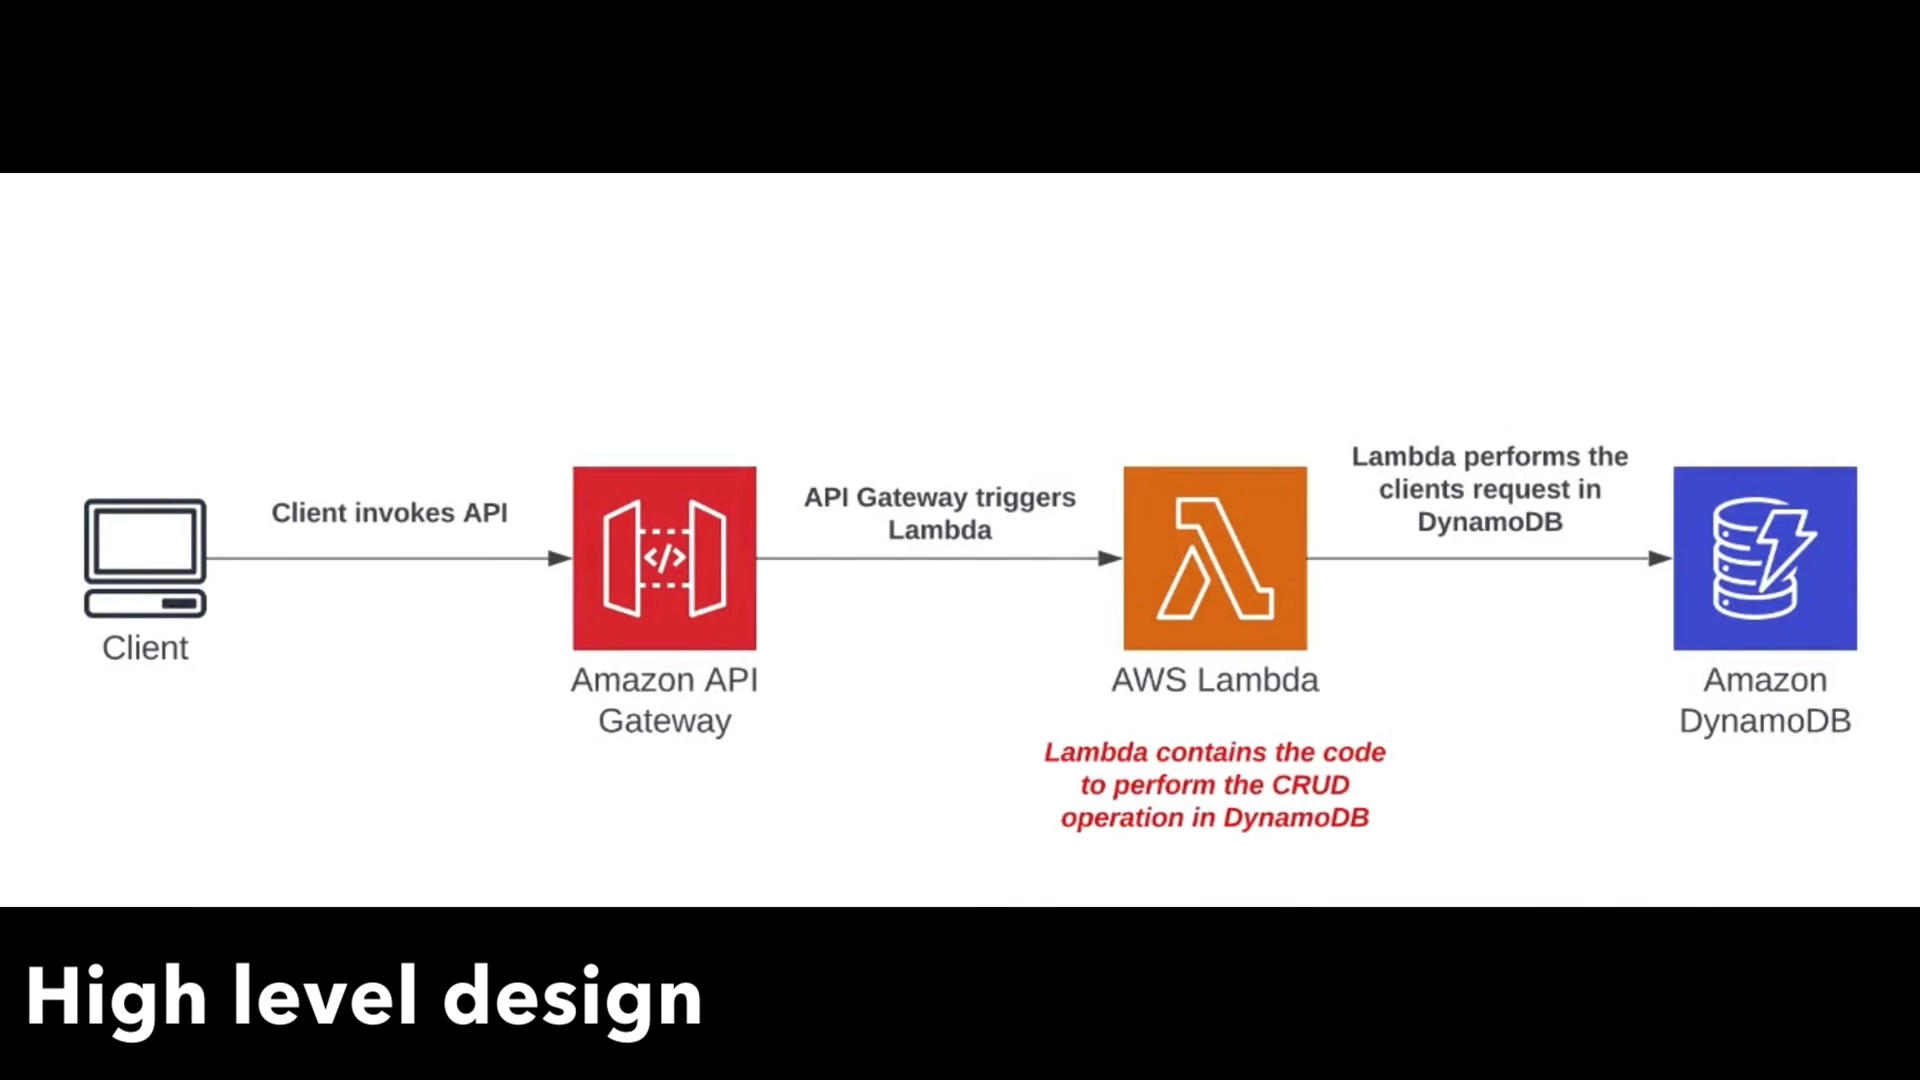 Client invokes API
API Gateway triggers
Lambda
Lambda performs the
clients request in
DynamoDB
</>
Client
Amazon API
Gateway
AWS Lambda
Amazon
DynamoDB
Lambda contains the code
to perform the CRUD
operation in DynamoDB
High level design